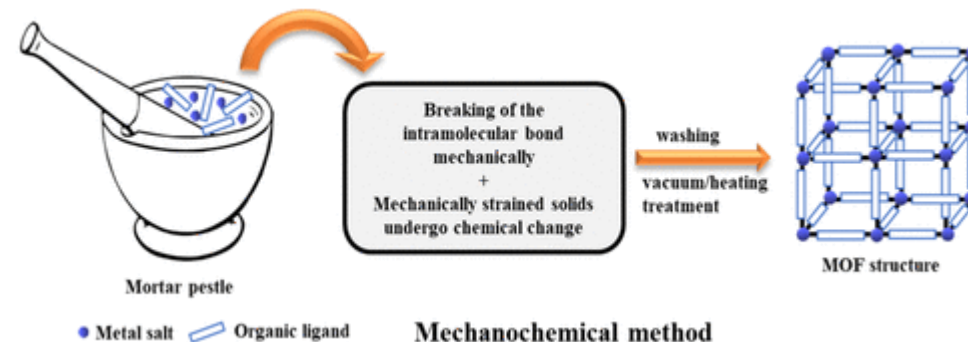 Breaking of the
intramolecular bond
mechanically
+
Mechanically strained solids
undergo chemical change
washing
vacuum/heating
treatment
Mortar pestle
MOF structure
Metal salt
Organic ligand
Mechanochemical method